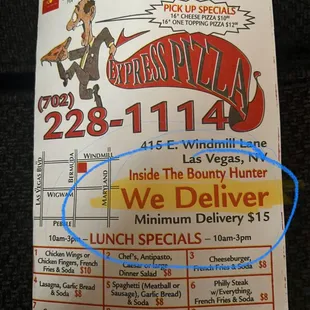 PICK UP SPECIALS
16" CHEESE PIZZA $10⁹⁹
16" ONE TOPPING PIZZA $12⁹⁹
EXPRESS PIZZA
(702)
228-1114
415 E. Windmill Lane
Las Vegas, NV
Inside The Bounty Hunter
We Deliver
Minimum Delivery $15
LAS VEGAS BLVD
BERMUDA
WINDMILL
MARYLAND
WIGWAM
PEBBLE
10am-3pm – LUNCH SPECIALS – 10am-3pm
1 Chicken Wings or
Chicken Fingers, French
Fries & Soda $10
2 Chef's, Antipasto,
Caesar or large
Dinner Salad $8
3 Cheeseburger,
French Fries & Soda $8
4 Lasagna, Garlic Bread
& Soda $8
5 Spaghetti (Meatball or
Sausage), Garlic Bread
& Soda $8
6 Philly Steak
w/Everything,
French Fries & Soda $8